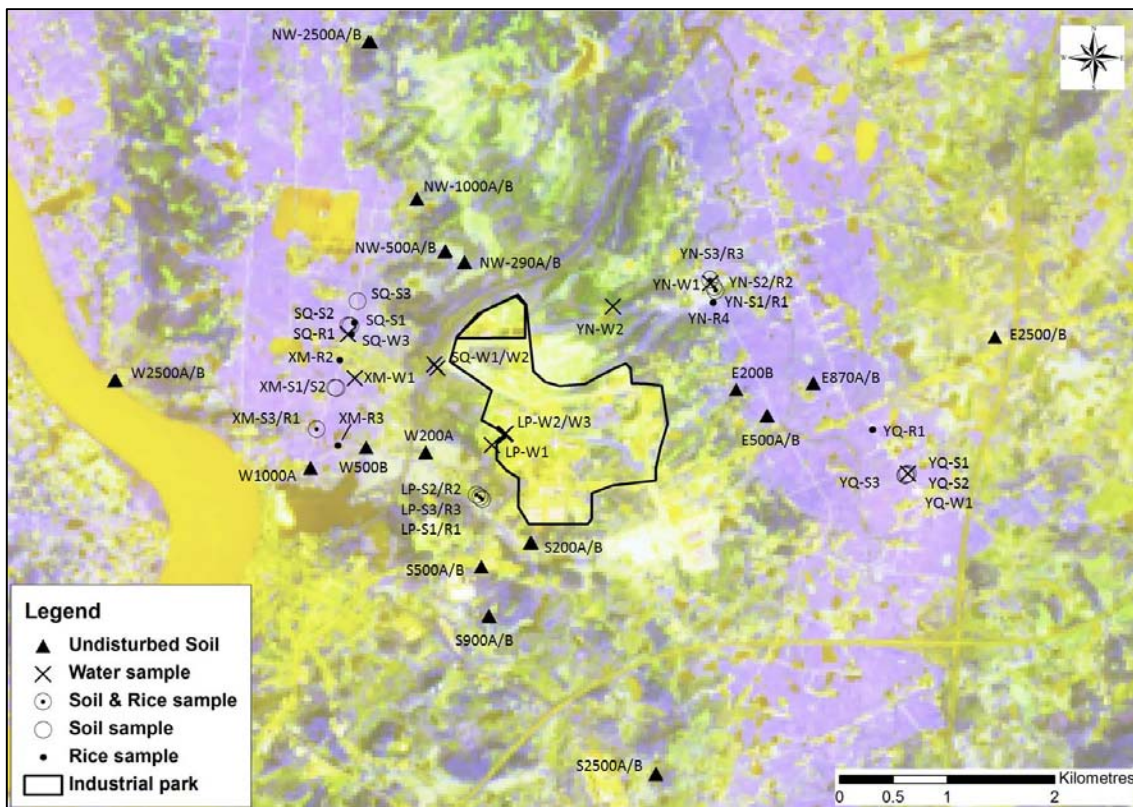 NW-2500A/B
NW-1000A/B
NW-500A/B
NW-290A/B
YN-S3/R3
YN-W1
YN-S2/R2
YN-S1/R1
YN-R4
YN-W2
SQ-S3
SQ-S2
SQ-S1
SQ-R1
SQ-W3
XM-R2
SQ-W1/W2
E2500/B
W2500A/B
XM-S1/S2
XM-W1
E200B
E870A/B
XM-S3/R1
XM-R3
LP-W2/W3
E500A/B
YQ-R1
W200A
LP-W1
W1000A
W500B
YQ-S3
YQ-S1
YQ-S2
YQ-W1
LP-S2/R2
LP-S3/R3
LP-S1/R1
S200A/B
S500A/B
S900A/B
S2500A/B
Legend
Undisturbed Soil
Water sample
Soil & Rice sample
Soil sample
Rice sample
Industrial park
Kilometres
0 0.5 1 2